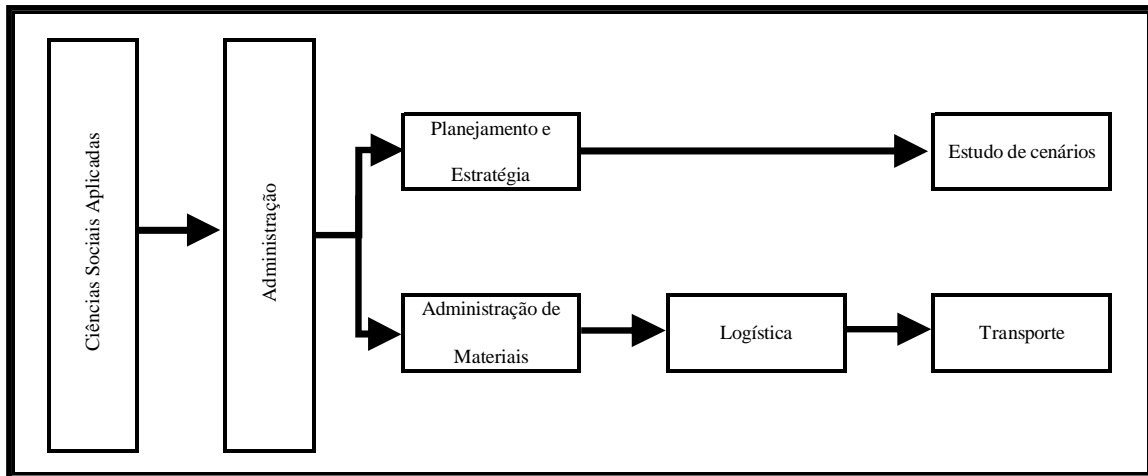 Ciências Sociais Aplicadas
Administração
Planejamento e
Estratégia
Estudo de cenários
Administração de
Materiais
Logística
Transporte